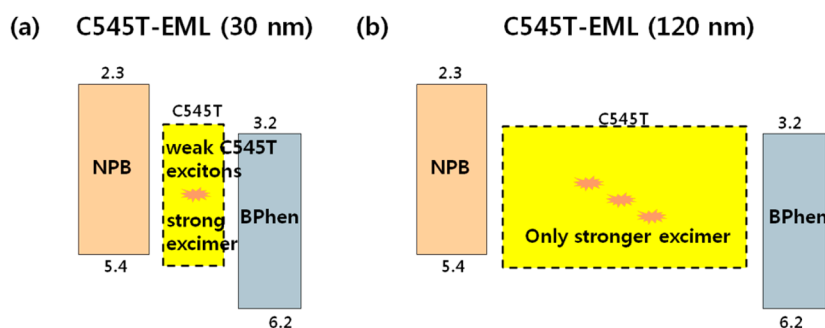 (a) C545T-EML (30 nm)
2.3
C545T
3.2
weak C545T
excitons
NPB
strong
excimer
BPhen
5.4
6.2
(b) C545T-EML (120 nm)
2.3
C545T
3.2
NPB
BPhen
Only stronger excimer
5.4
6.2